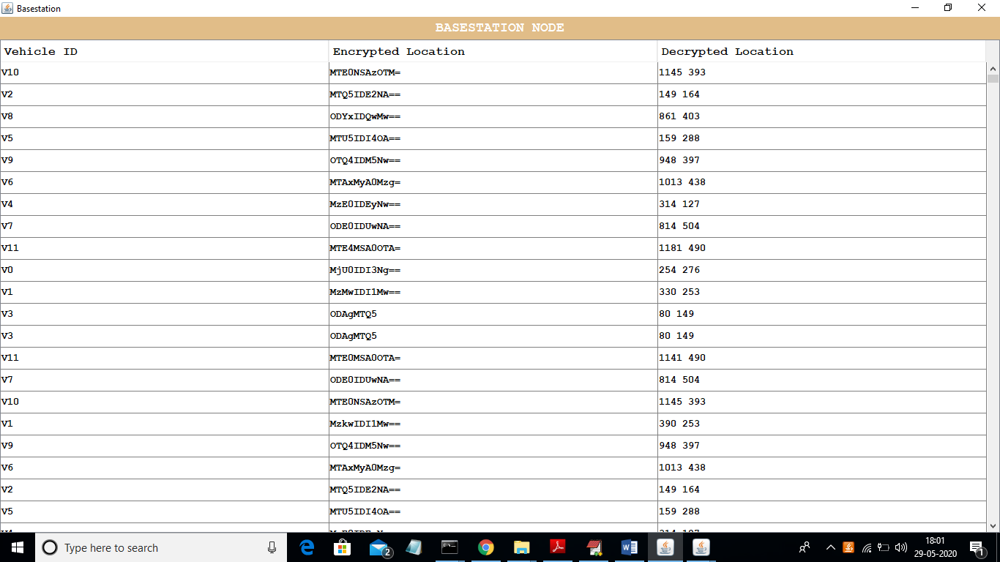 Basestation
BASESTATION NODE
Vehicle ID Encrypted Location Decrypted Location
V10 MTE0NSAzOTM= 1145 393
V2 MTQ5IDE2NA== 149 164
V8 ODYxIDQwMw== 861 403
V5 MTU5IDI4OA== 159 288
V9 OTQ4IDM5Nw== 948 397
V6 MTAxMyA0Mzg= 1013 438
V4 MzE0IDEyNw== 314 127
V7 ODE0IDUwNA== 814 504
V11 MTE4MSA0OTA= 1181 490
V0 MjU0IDI3Ng== 254 276
V1 MzMwIDI1Mw== 330 253
V3 ODAgMTQ5 80 149
V3 ODAgMTQ5 80 149
V11 MTE0MSA0OTA= 1141 490
V7 ODE0IDUwNA== 814 504
V10 MTE0NSAzOTM= 1145 393
V1 MzkwIDI1Mw== 390 253
V9 OTQ4IDM5Nw== 948 397
V6 MTAxMyA0Mzg= 1013 438
V2 MTQ5IDE2NA== 149 164
V5 MTU5IDI4OA== 159 288
Type here to search
2
18:01
29-05-2020
1